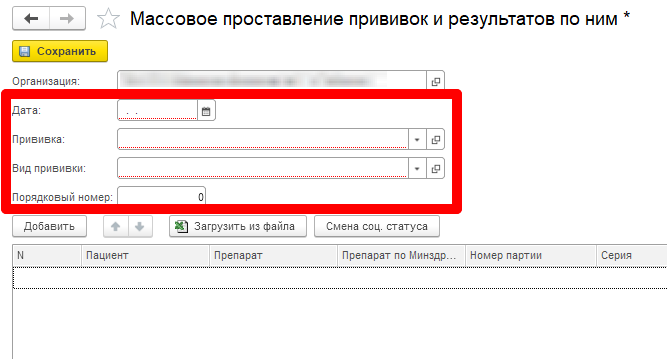 Массовое проставление прививок и результатов по ним *
Сохранить
Организация:
Дата: . .
Прививка:
Вид прививки:
Порядковый номер: 0
Добавить Загрузить из файла Смена соц. статуса
N Пациент Препарат Препарат по Минздр... Номер партии Серия